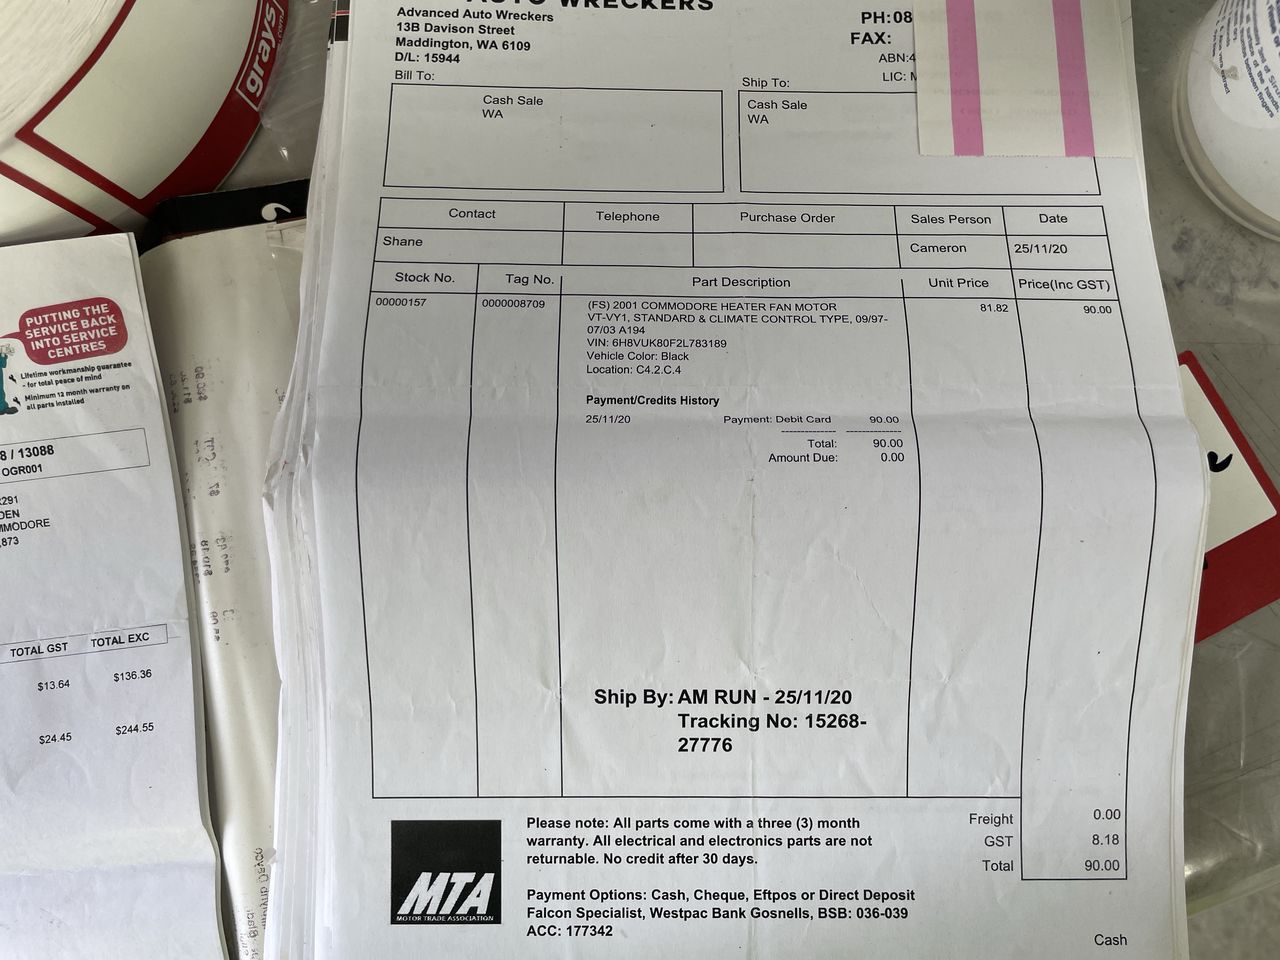 AUTO WRECKERS
Advanced Auto Wreckers
13B Davison Street
Maddington, WA 6109
D/L: 15944
PH: 08
FAX:
ABN:4
LIC: M
Bill To:
Cash Sale
WA
Ship To:
Cash Sale
WA
Contact Telephone Purchase Order Sales Person Date
Shane Cameron 25/11/20
Stock No. Tag No. Part Description Unit Price Price(Inc GST)
00000157 0000008709 (FS) 2001 COMMODORE HEATER FAN MOTOR 81.82 90.00
VT-VY1, STANDARD & CLIMATE CONTROL TYPE, 09/97-
07/03 A194
VIN: 6H8VUK80F2L783189
Vehicle Color: Black
Location: C4.2.C.4
Payment/Credits History
25/11/20 Payment: Debit Card 90.00
Total: 90.00
Amount Due: 0.00
Ship By: AM RUN - 25/11/20
Tracking No: 15268-
27776
Please note: All parts come with a three (3) month
warranty. All electrical and electronics parts are not
returnable. No credit after 30 days.
Payment Options: Cash, Cheque, Eftpos or Direct Deposit
Falcon Specialist, Westpac Bank Gosnells, BSB: 036-039
ACC: 177342
MTA
MOTOR TRADE ASSOCIATION
Freight 0.00
GST 8.18
Total 90.00
Cash
grays
.com
PUTTING THE
SERVICE BACK
INTO SERVICE
CENTRES
Lifetime workmanship guarantee
- for total peace of mind
Minimum 12 month warranty on
all parts installed
8 / 13088
OGR001
291
DEN
MMODORE
,873
TOTAL GST TOTAL EXC
$13.64 $136.36
$24.45 $244.55